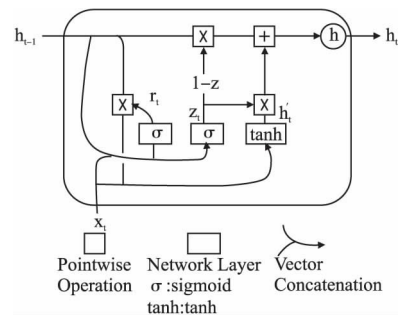 h_{t-1} X + h h_t
1-z
X r_t z_t X h'_t
σ σ tanh
x_t
Pointwise Operation
Network Layer
σ :sigmoid
tanh:tanh
Vector
Concatenation